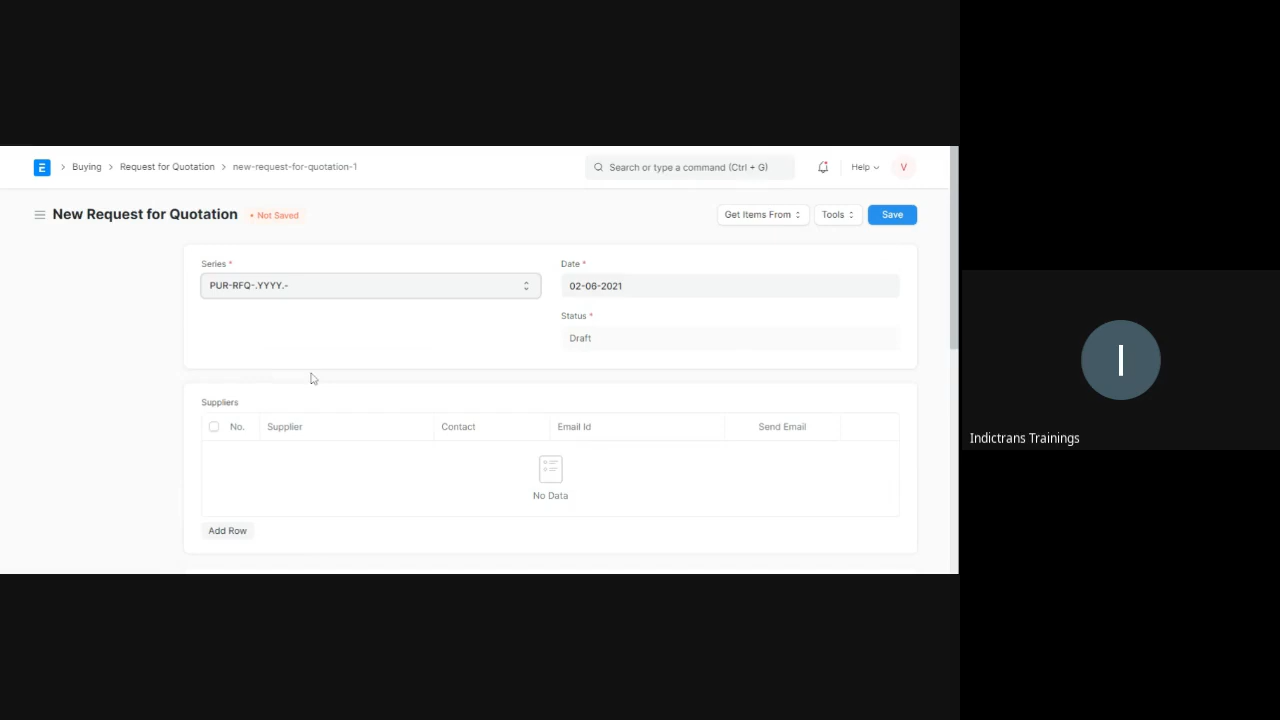 Buying > Request for Quotation > new-request-for-quotation-1
Search or type a command (Ctrl + G)
Help
V
New Request for Quotation
• Not Saved
Get Items From
Tools
Save
Series *
PUR-RFQ-.YYYY.-
Date *
02-06-2021
Status *
Draft
Suppliers
No. Supplier Contact Email Id Send Email
No Data
Add Row
I
Indictrans Trainings